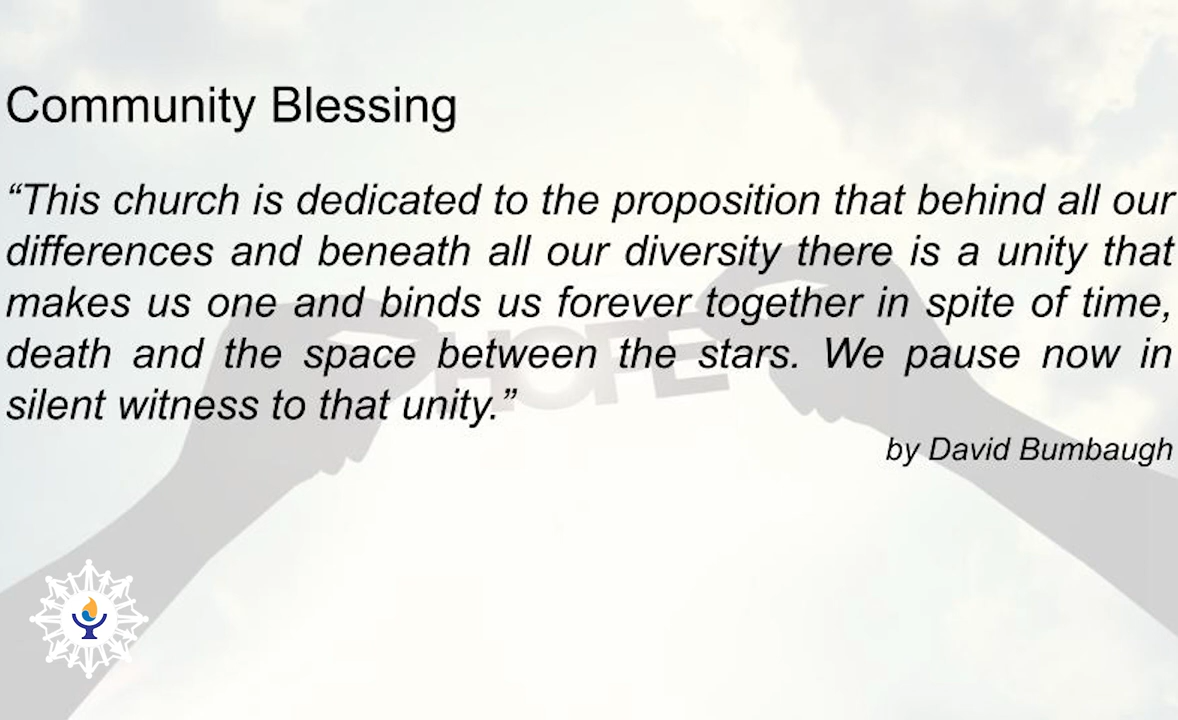 Community Blessing
“This church is dedicated to the proposition that behind all our
differences and beneath all our diversity there is a unity that
makes us one and binds us forever together in spite of time,
death and the space between the stars. We pause now in
silent witness to that unity.”
HOPE
by David Bumbaugh